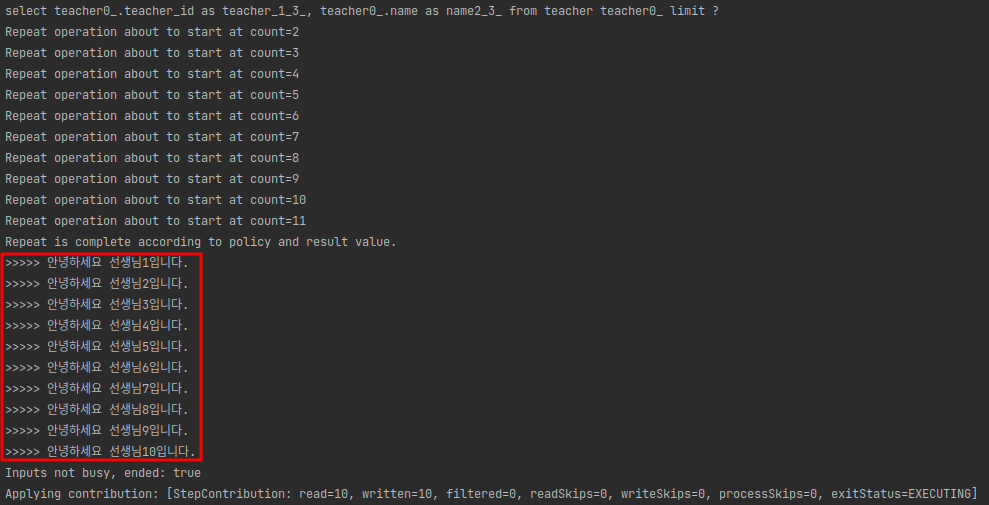 select teacher0_.teacher_id as teacher_1_3_, teacher0_.name as name2_3_ from teacher teacher0_ limit ?
Repeat operation about to start at count=2
Repeat operation about to start at count=3
Repeat operation about to start at count=4
Repeat operation about to start at count=5
Repeat operation about to start at count=6
Repeat operation about to start at count=7
Repeat operation about to start at count=8
Repeat operation about to start at count=9
Repeat operation about to start at count=10
Repeat operation about to start at count=11
Repeat is complete according to policy and result value.
>>>>> 안녕하세요 선생님1입니다.
>>>>> 안녕하세요 선생님2입니다.
>>>>> 안녕하세요 선생님3입니다.
>>>>> 안녕하세요 선생님4입니다.
>>>>> 안녕하세요 선생님5입니다.
>>>>> 안녕하세요 선생님6입니다.
>>>>> 안녕하세요 선생님7입니다.
>>>>> 안녕하세요 선생님8입니다.
>>>>> 안녕하세요 선생님9입니다.
>>>>> 안녕하세요 선생님10입니다.
Inputs not busy, ended: true
Applying contribution: [StepContribution: read=10, written=10, filtered=0, readSkips=0, writeSkips=0, processSkips=0, exitStatus=EXECUTING]